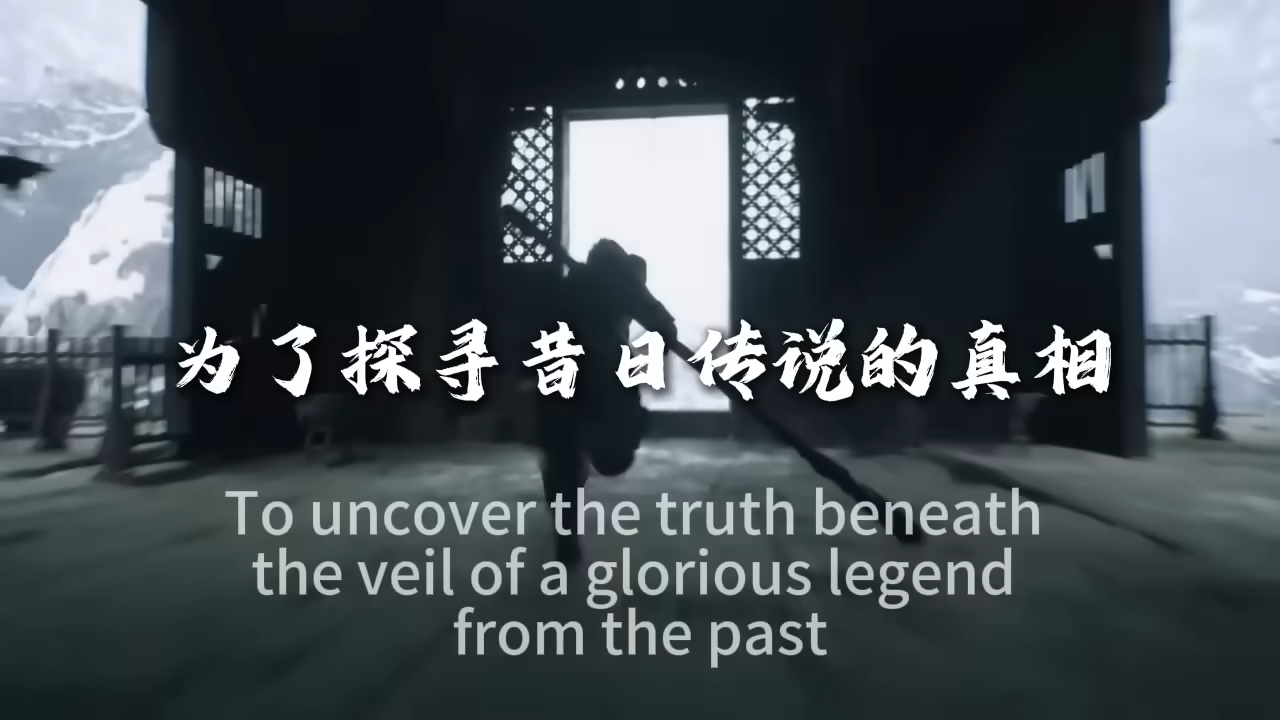 为了探寻昔日传说的真相
To uncover the truth beneath
the veil of a glorious legend
from the past